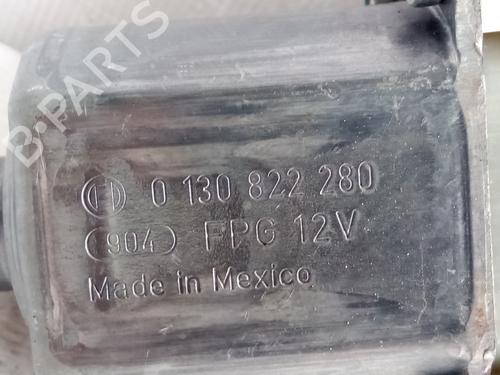 B-PARTS
0 130 822 280
904 FPG 12V
Made in Mexico